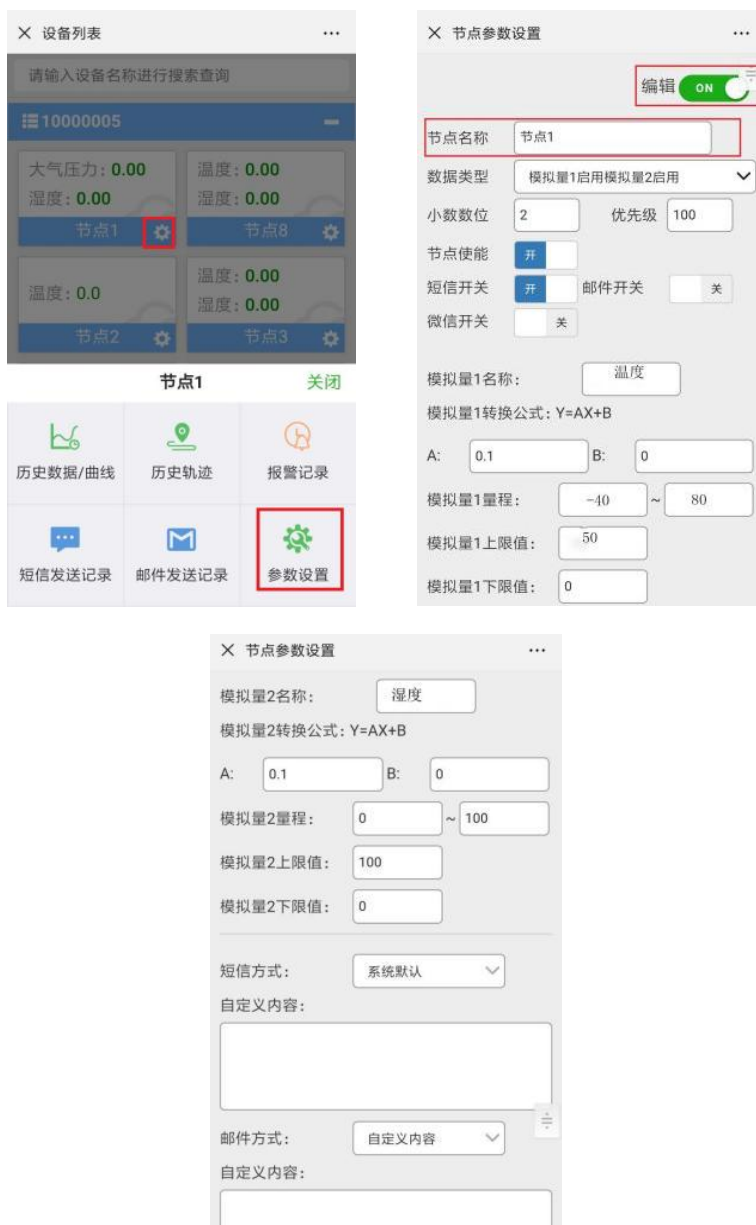 设备列表
请输入设备名称进行搜索查询
10000005
大气压力: 0.00
湿度: 0.00
节点1
温度: 0.00
湿度: 0.00
节点8
温度: 0.0
节点2
温度: 0.00
湿度: 0.00
节点3
节点1 关闭
历史数据/曲线 历史轨迹 报警记录
短信发送记录 邮件发送记录 参数设置
节点参数设置
编辑 ON
节点名称 节点1
数据类型 模拟量1启用模拟量2启用
小数数位 2 优先级 100
节点使能 开
短信开关 开 邮件开关 关
微信开关 关
模拟量1名称: 温度
模拟量1转换公式: Y=AX+B
A: 0.1 B: 0
模拟量1量程: -40 ~ 80
模拟量1上限值: 50
模拟量1下限值: 0
节点参数设置
模拟量2名称: 湿度
模拟量2转换公式: Y=AX+B
A: 0.1 B: 0
模拟量2量程: 0 ~ 100
模拟量2上限值: 100
模拟量2下限值: 0
短信方式: 系统默认
自定义内容:
邮件方式: 自定义内容
自定义内容: